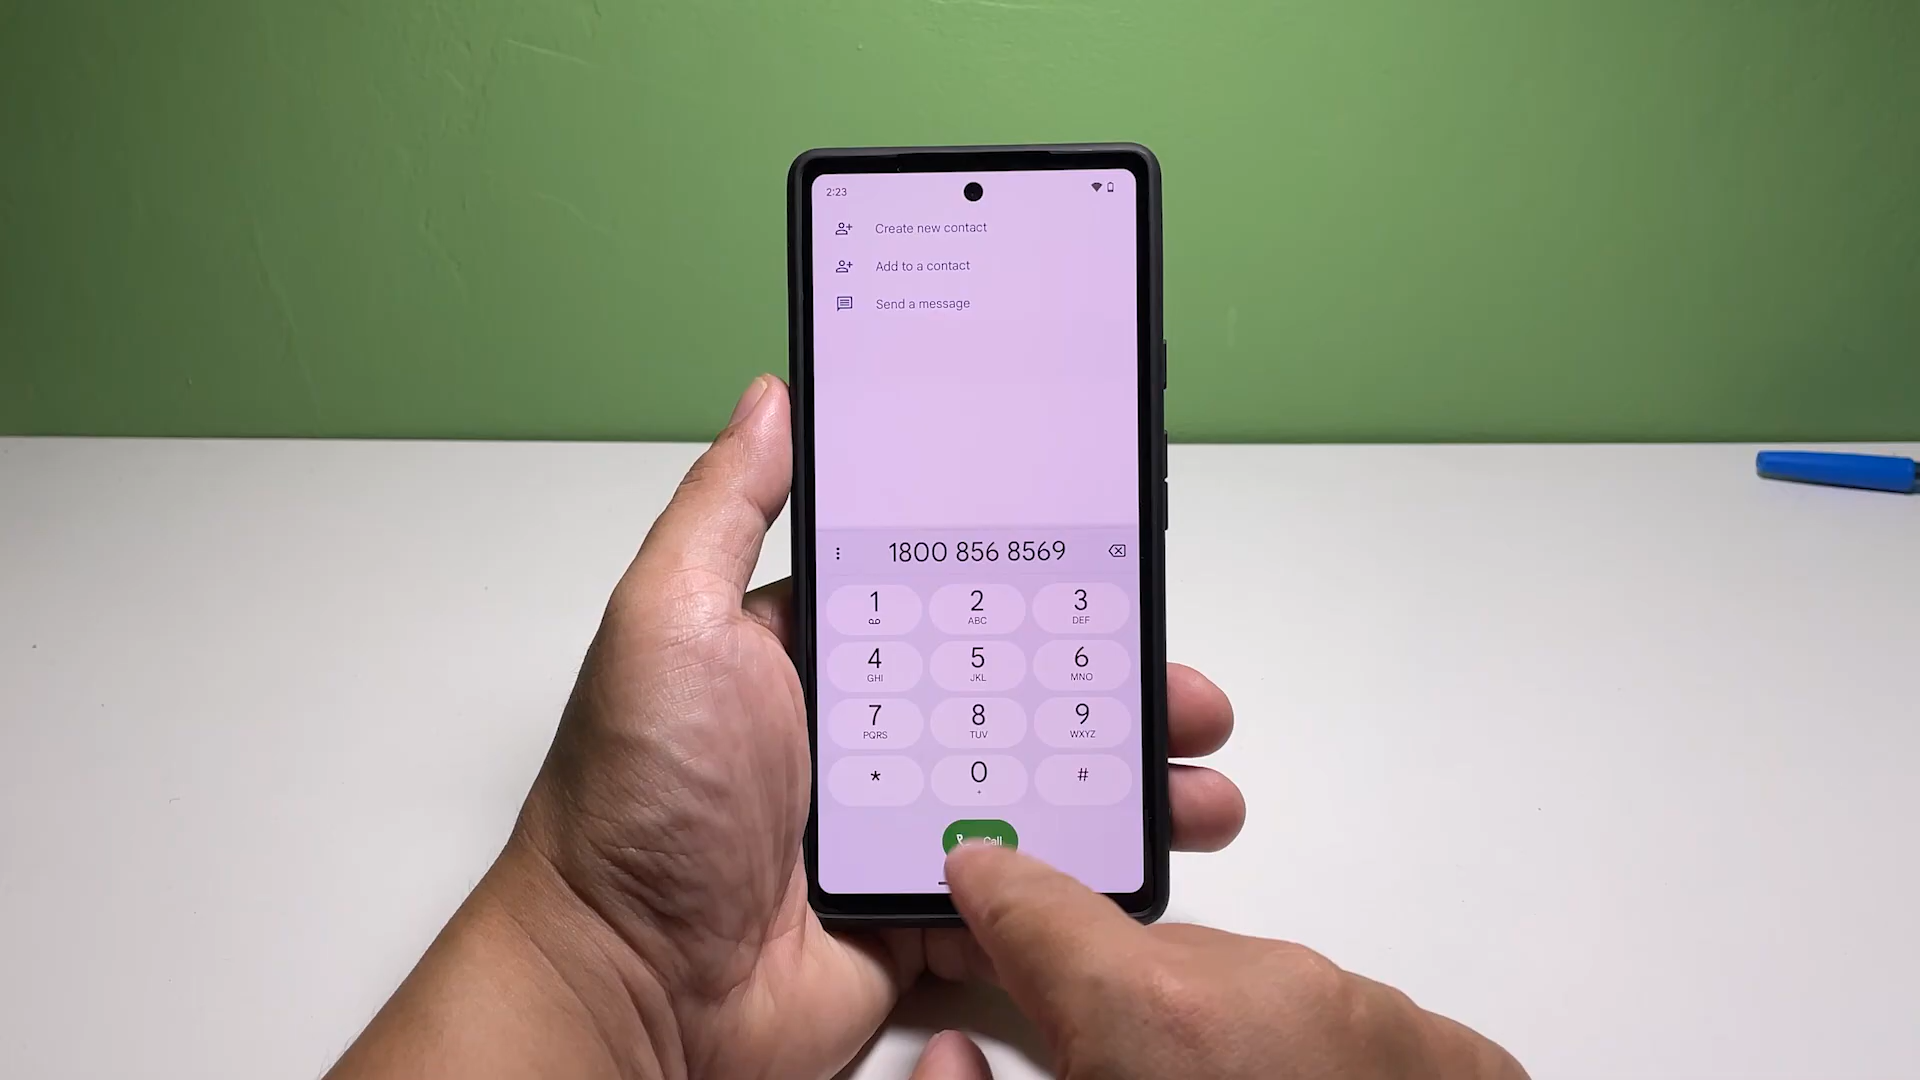 2:23
Create new contact
Add to a contact
Send a message
1800 856 8569
1 2 3
ABC DEF
4 5 6
GHI JKL MNO
7 8 9
PQRS TUV WXYZ
* 0 #
+
Call